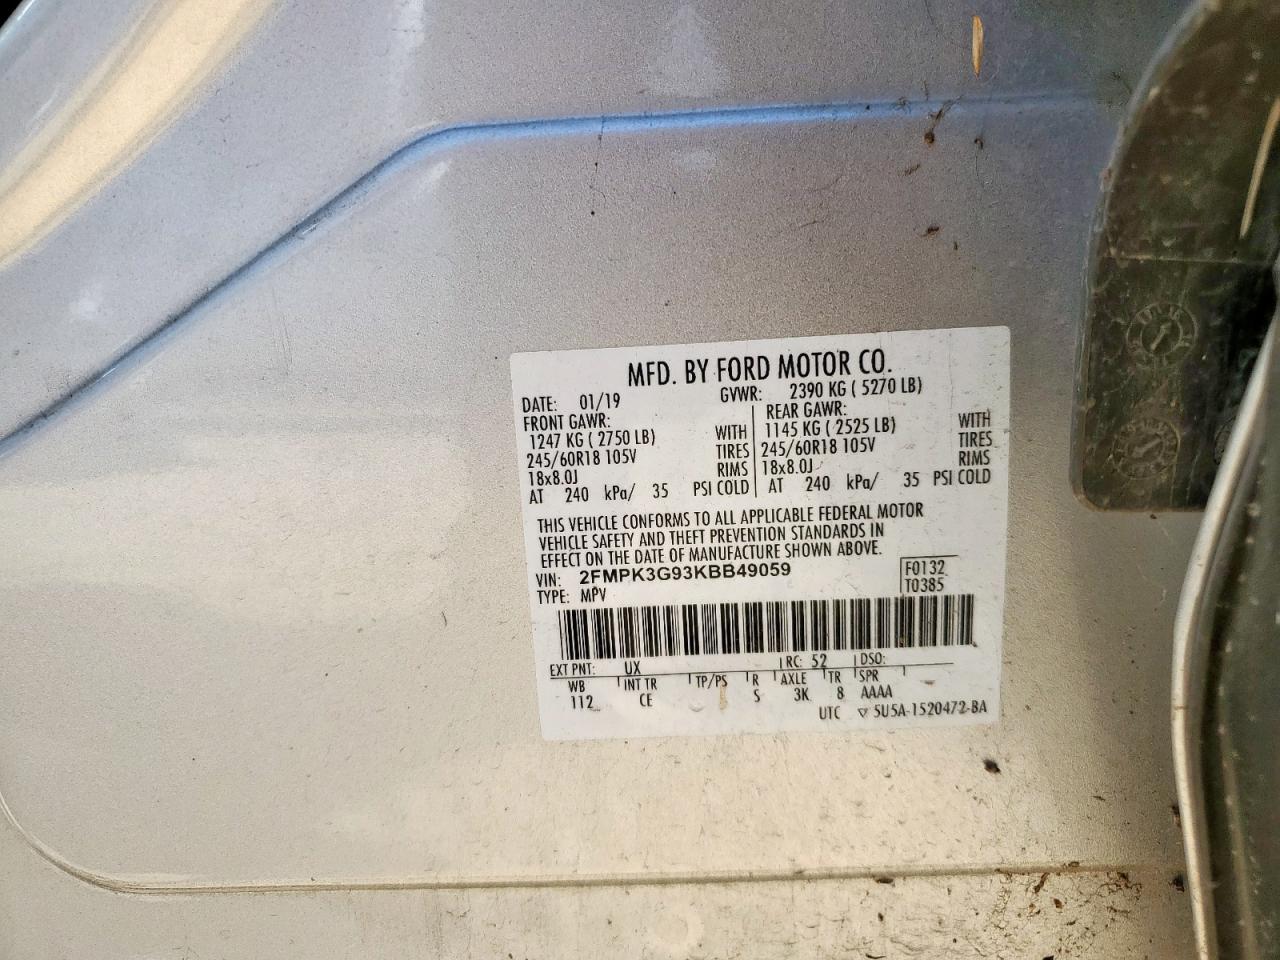 MFD. BY FORD MOTOR CO.
DATE: 01/19 GVWR: 2390 KG ( 5270 LB)
FRONT GAWR: REAR GAWR:
1247 KG ( 2750 LB) WITH 1145 KG ( 2525 LB) WITH
245/60R18 105V TIRES 245/60R18 105V TIRES
18x8.0J RIMS 18x8.0J RIMS
AT 240 kPa/ 35 PSI COLD AT 240 kPa/ 35 PSI COLD
THIS VEHICLE CONFORMS TO ALL APPLICABLE FEDERAL MOTOR
VEHICLE SAFETY AND THEFT PREVENTION STANDARDS IN
EFFECT ON THE DATE OF MANUFACTURE SHOWN ABOVE.
VIN: 2FMPK3G93KBB49059 F0132
TYPE: MPV T0385
EXT PNT: UX RC: 52 DSO:
WB INT TR TP/PS R AXLE TR SPR
112 CE S 3K 8 AAAA
UTC ▽ 5U5A-1520472-BA